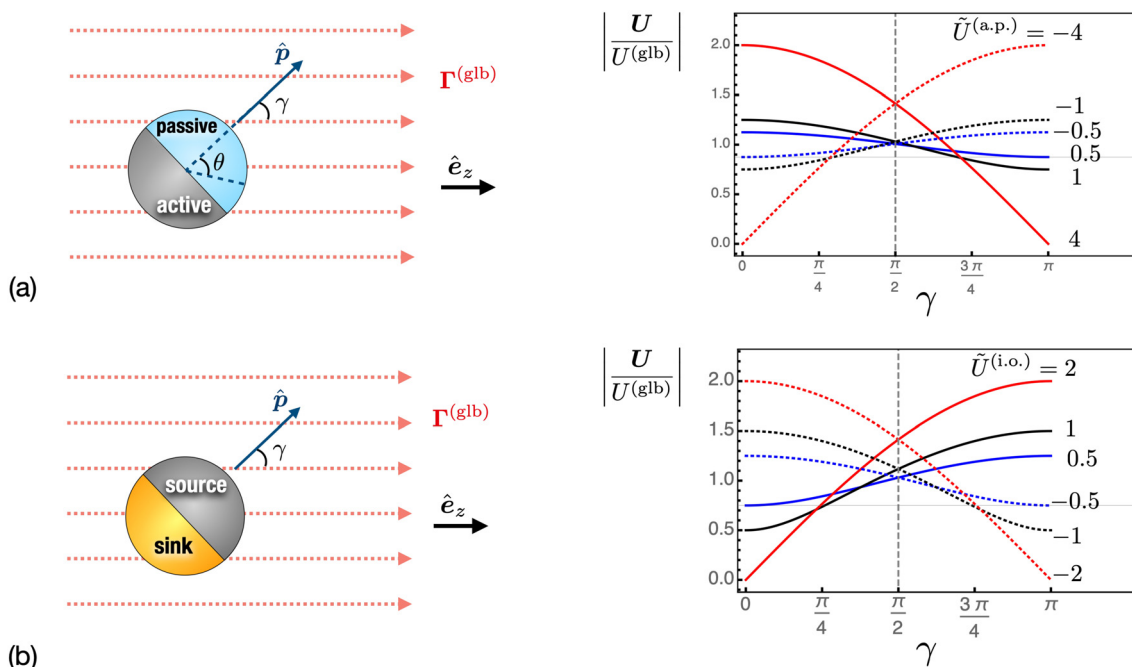 p̂
Γ^(glb)
γ
passive
θ
active
ê_z
(a)
|U / U^(glb)|
Ũ^(a.p.) = −4
2.0
1.5
1.0
0.5
0.0
−1
−0.5
0.5
1
4
0 π/4 π/2 3π/4 π
γ
p̂
Γ^(glb)
γ
source
sink
ê_z
(b)
|U / U^(glb)|
Ũ^(i.o.) = 2
2.0
1.5
1.0
0.5
0.0
1
0.5
−0.5
−1
−2
0 π/4 π/2 3π/4 π
γ